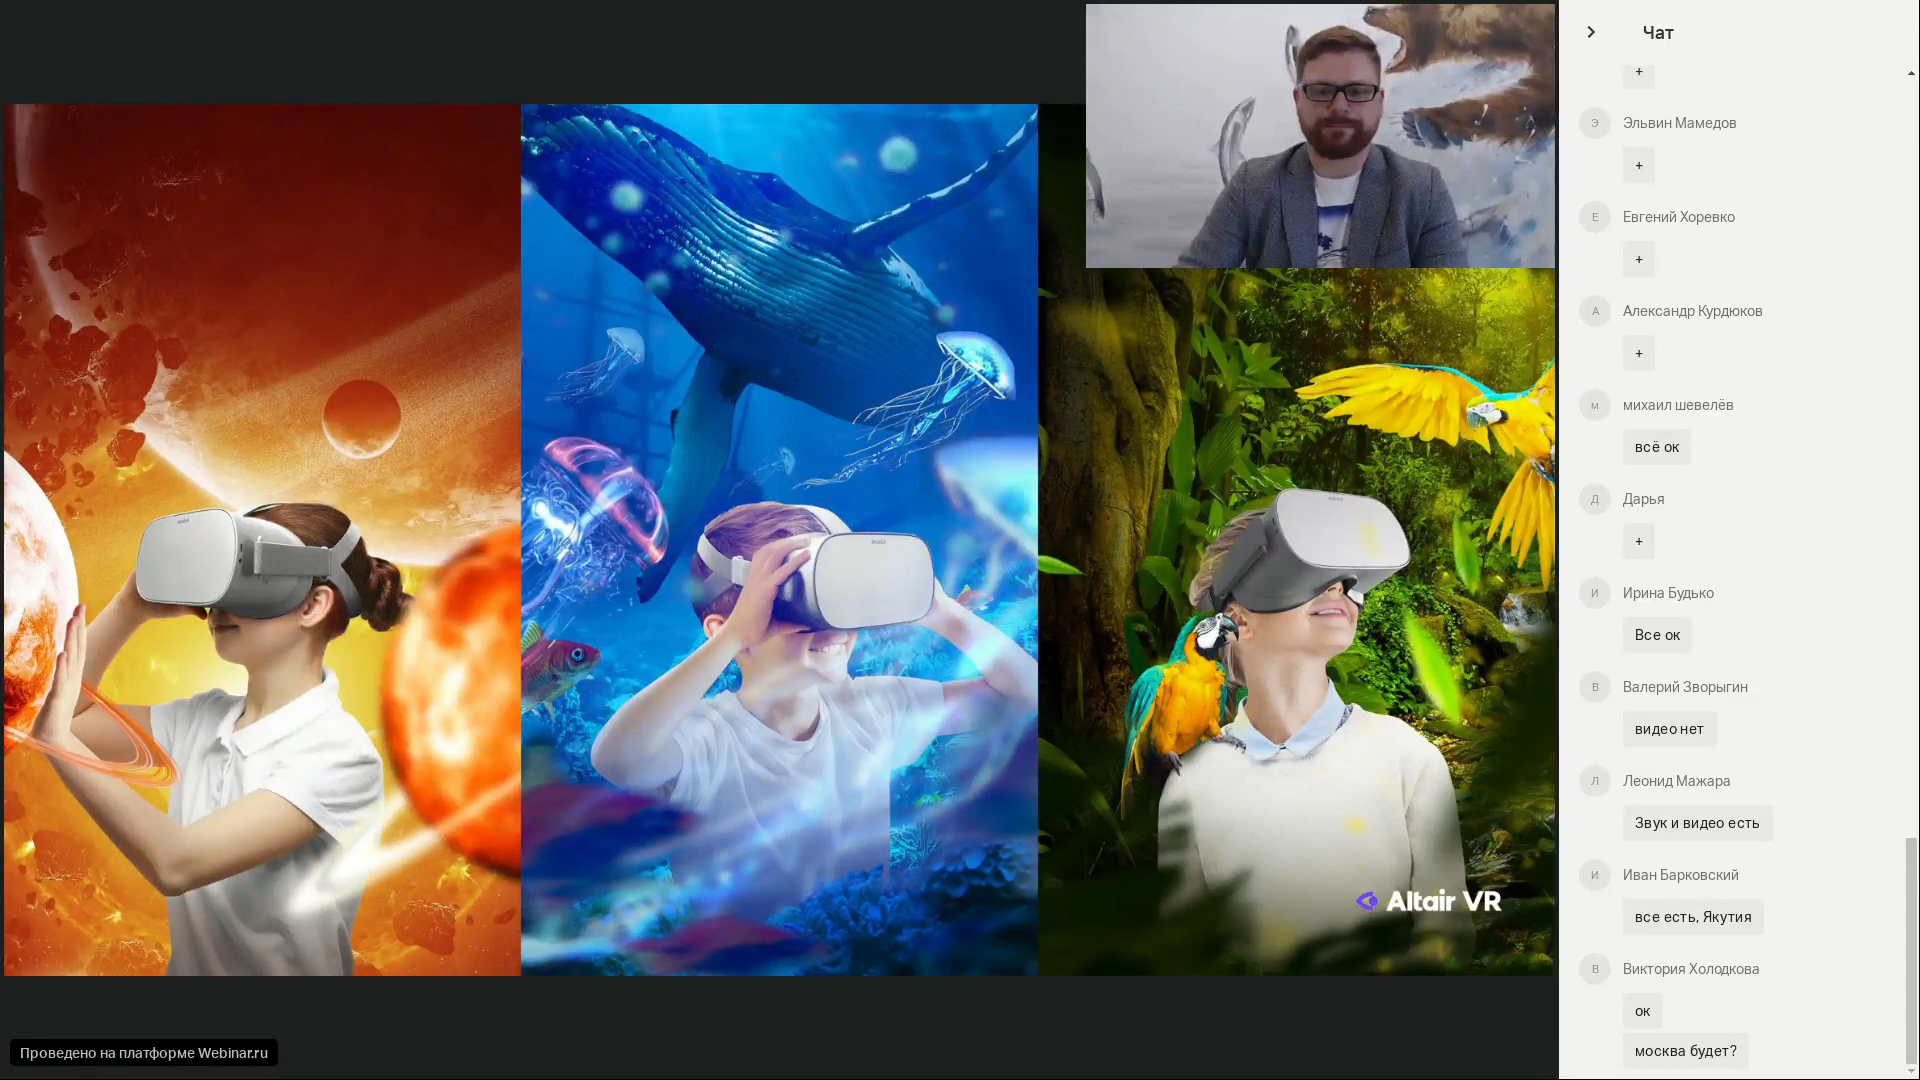 Altair VR
Проведено на платформе Webinar.ru
Чат
+
Э
Эльвин Мамедов
+
Е
Евгений Хоревко
+
А
Александр Курдюков
+
м
михаил шевелёв
всё ок
Д
Дарья
+
И
Ирина Будько
Все ок
В
Валерий Зворыгин
видео нет
Л
Леонид Мажара
Звук и видео есть
И
Иван Барковский
все есть, Якутия
В
Виктория Холодкова
ок
москва будет?